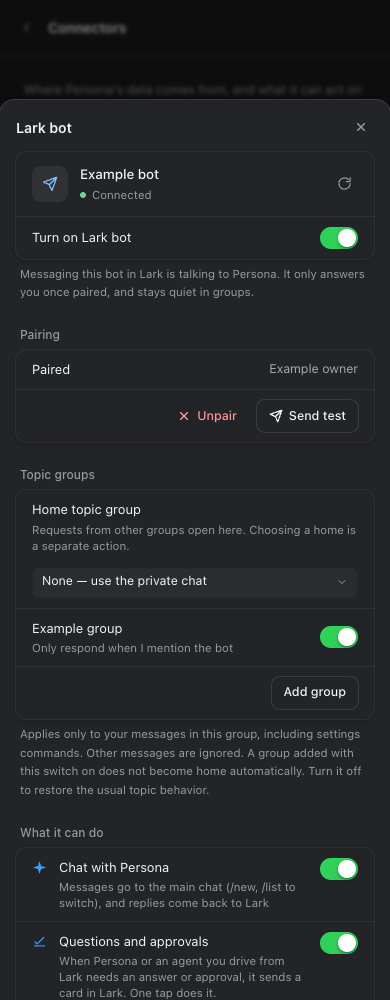 Connectors
Where Persona's data comes from, and what it can act on
Lark bot
Example bot
Connected
Turn on Lark bot
Messaging this bot in Lark is talking to Persona. It only answers
you once paired, and stays quiet in groups.
Pairing
Paired
Example owner
Unpair
Send test
Topic groups
Home topic group
Requests from other groups open here. Choosing a home is
a separate action.
None — use the private chat
Example group
Only respond when I mention the bot
Add group
Applies only to your messages in this group, including settings
commands. Other messages are ignored. A group added with
this switch on does not become home automatically. Turn it off
to restore the usual topic behavior.
What it can do
Chat with Persona
Messages go to the main chat (/new, /list to
switch), and replies come back to Lark
Questions and approvals
When Persona or an agent you drive from
Lark needs an answer or approval, it sends a
card in Lark. One tap does it.